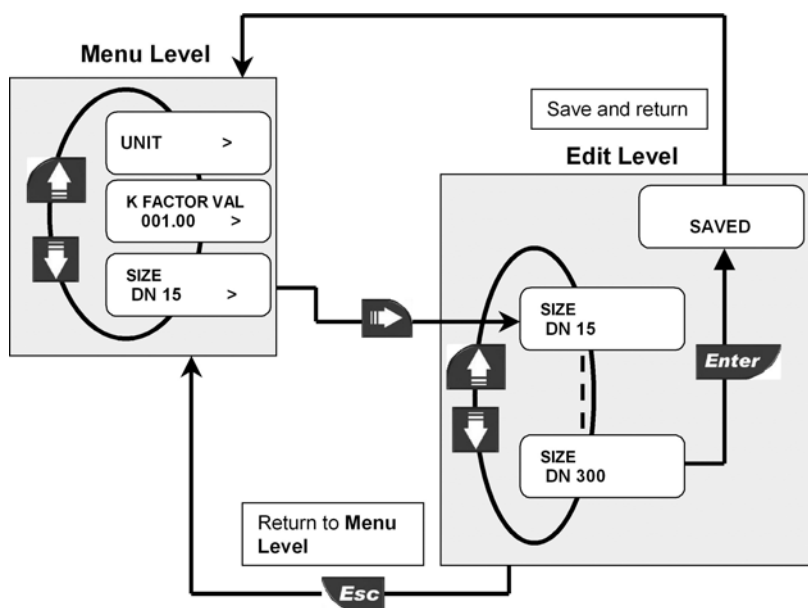 Menu Level
UNIT >
K FACTOR VAL
001.00 >
SIZE
DN 15 >
Save and return
Edit Level
SAVED
SIZE
DN 15
Enter
SIZE
DN 300
Return to Menu
Level
Esc